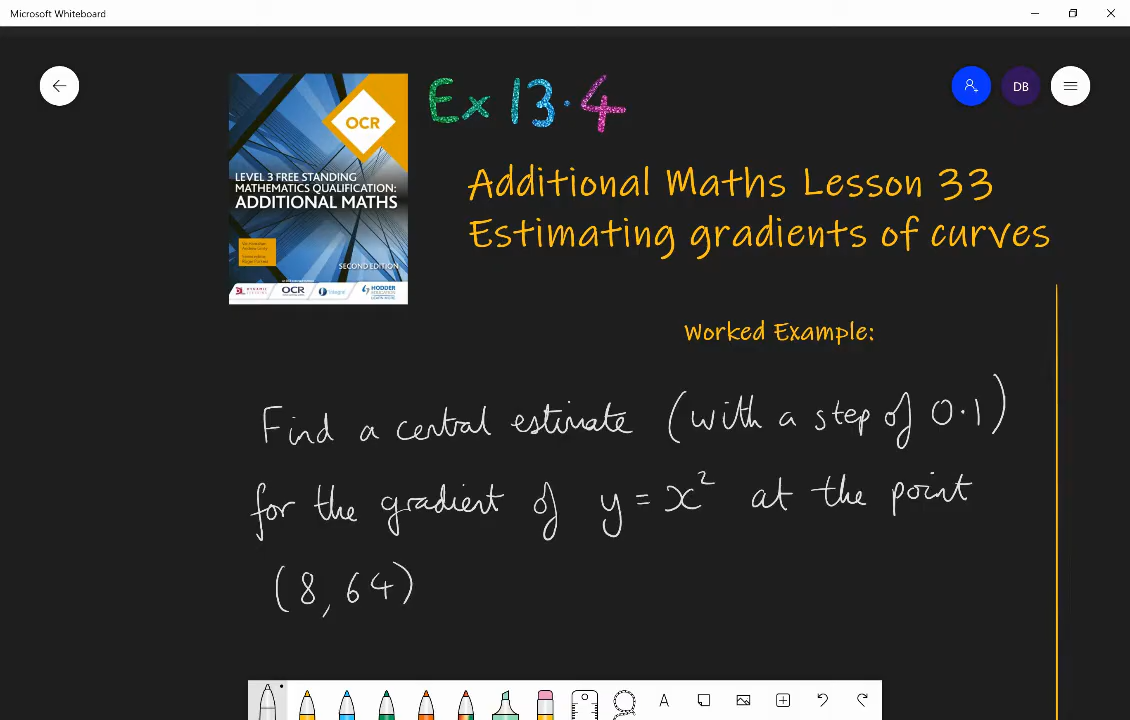 Microsoft Whiteboard
Ex 13.4
OCR
DB
LEVEL 3 FREE STANDING
MATHEMATICS QUALIFICATION:
ADDITIONAL MATHS
SECOND EDITION
OCR
HODDER
Additional Maths Lesson 33
Estimating gradients of curves
Worked Example:
Find a central estimate (with a step of 0.1)
for the gradient of y = x² at the point
(8, 64)
A